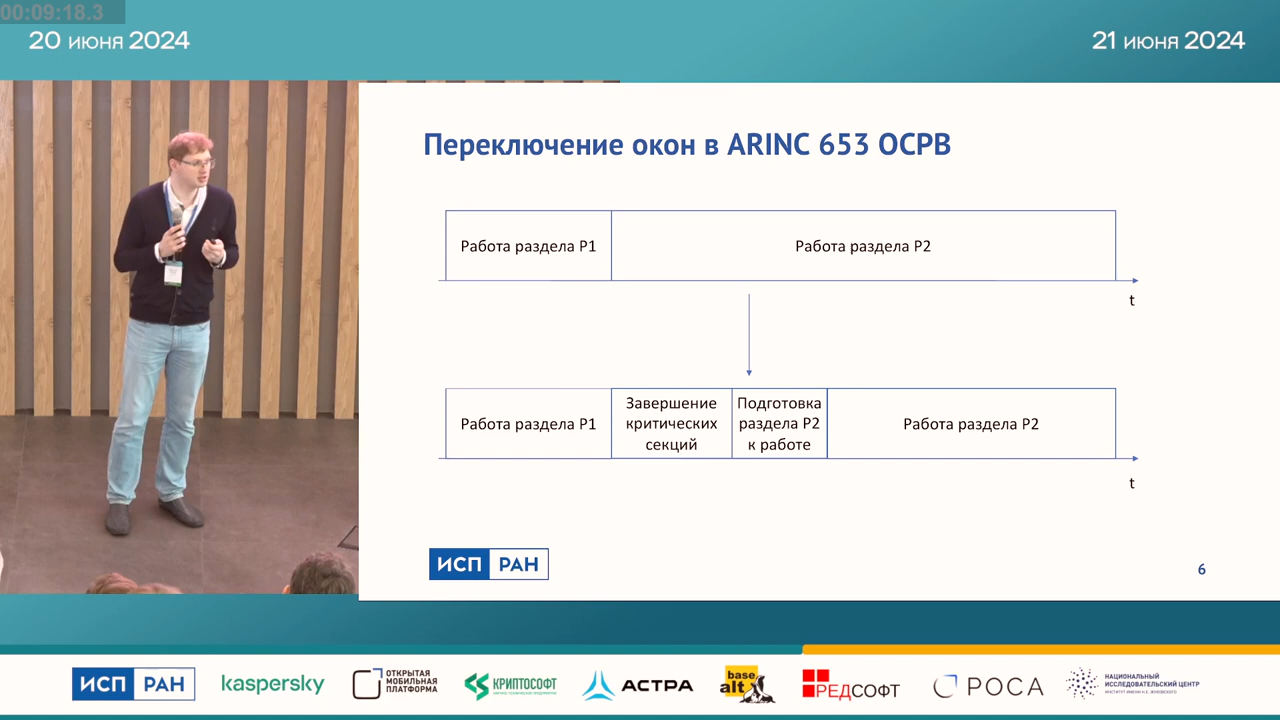 00:09:18.3
20 июня 2024
21 июня 2024
Переключение окон в ARINC 653 ОСРВ
Работа раздела P1
Работа раздела P2
t
Работа раздела P1
Завершение
критических
секций
Подготовка
раздела P2
к работе
Работа раздела P2
t
ИСП РАН
6
ИСП РАН
kaspersky
ОТКРЫТАЯ
МОБИЛЬНАЯ
ПЛАТФОРМА
КРИПТОСОФТ
АСТРА
base
alt
РЕДСОФТ
РОСА
НАЦИОНАЛЬНЫЙ
ИССЛЕДОВАТЕЛЬСКИЙ ЦЕНТР
ИМЕНИ Н.Е. ЖУКОВСКОГО